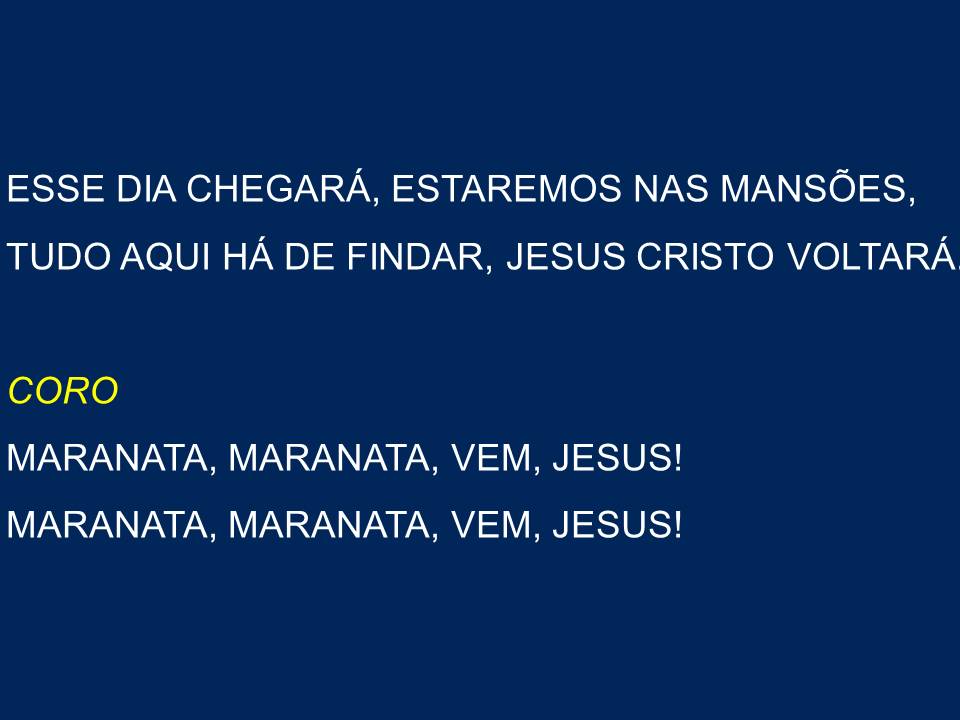 ESSE DIA CHEGARÁ, ESTAREMOS NAS MANSÕES,
TUDO AQUI HÁ DE FINDAR, JESUS CRISTO VOLTARÁ.
CORO
MARANATA, MARANATA, VEM, JESUS!
MARANATA, MARANATA, VEM, JESUS!